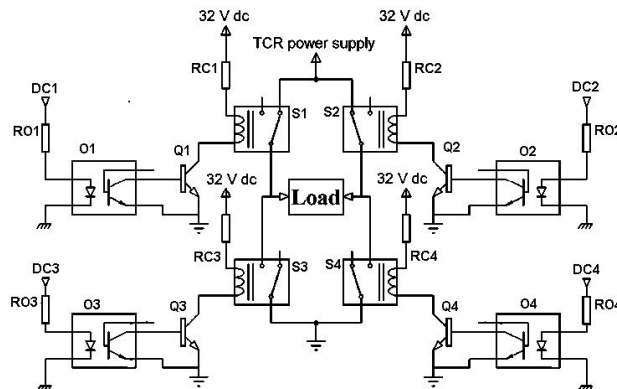 32 V dc
32 V dc
TCR power supply
RC1
RC2
DC1
DC2
RO1
RO2
S1
S2
O1
Q1
Q2
O2
32 V dc
32 V dc
Load
DC3
RC3
RC4
DC4
S3
S4
RO3
RO4
O3
Q3
Q4
O4